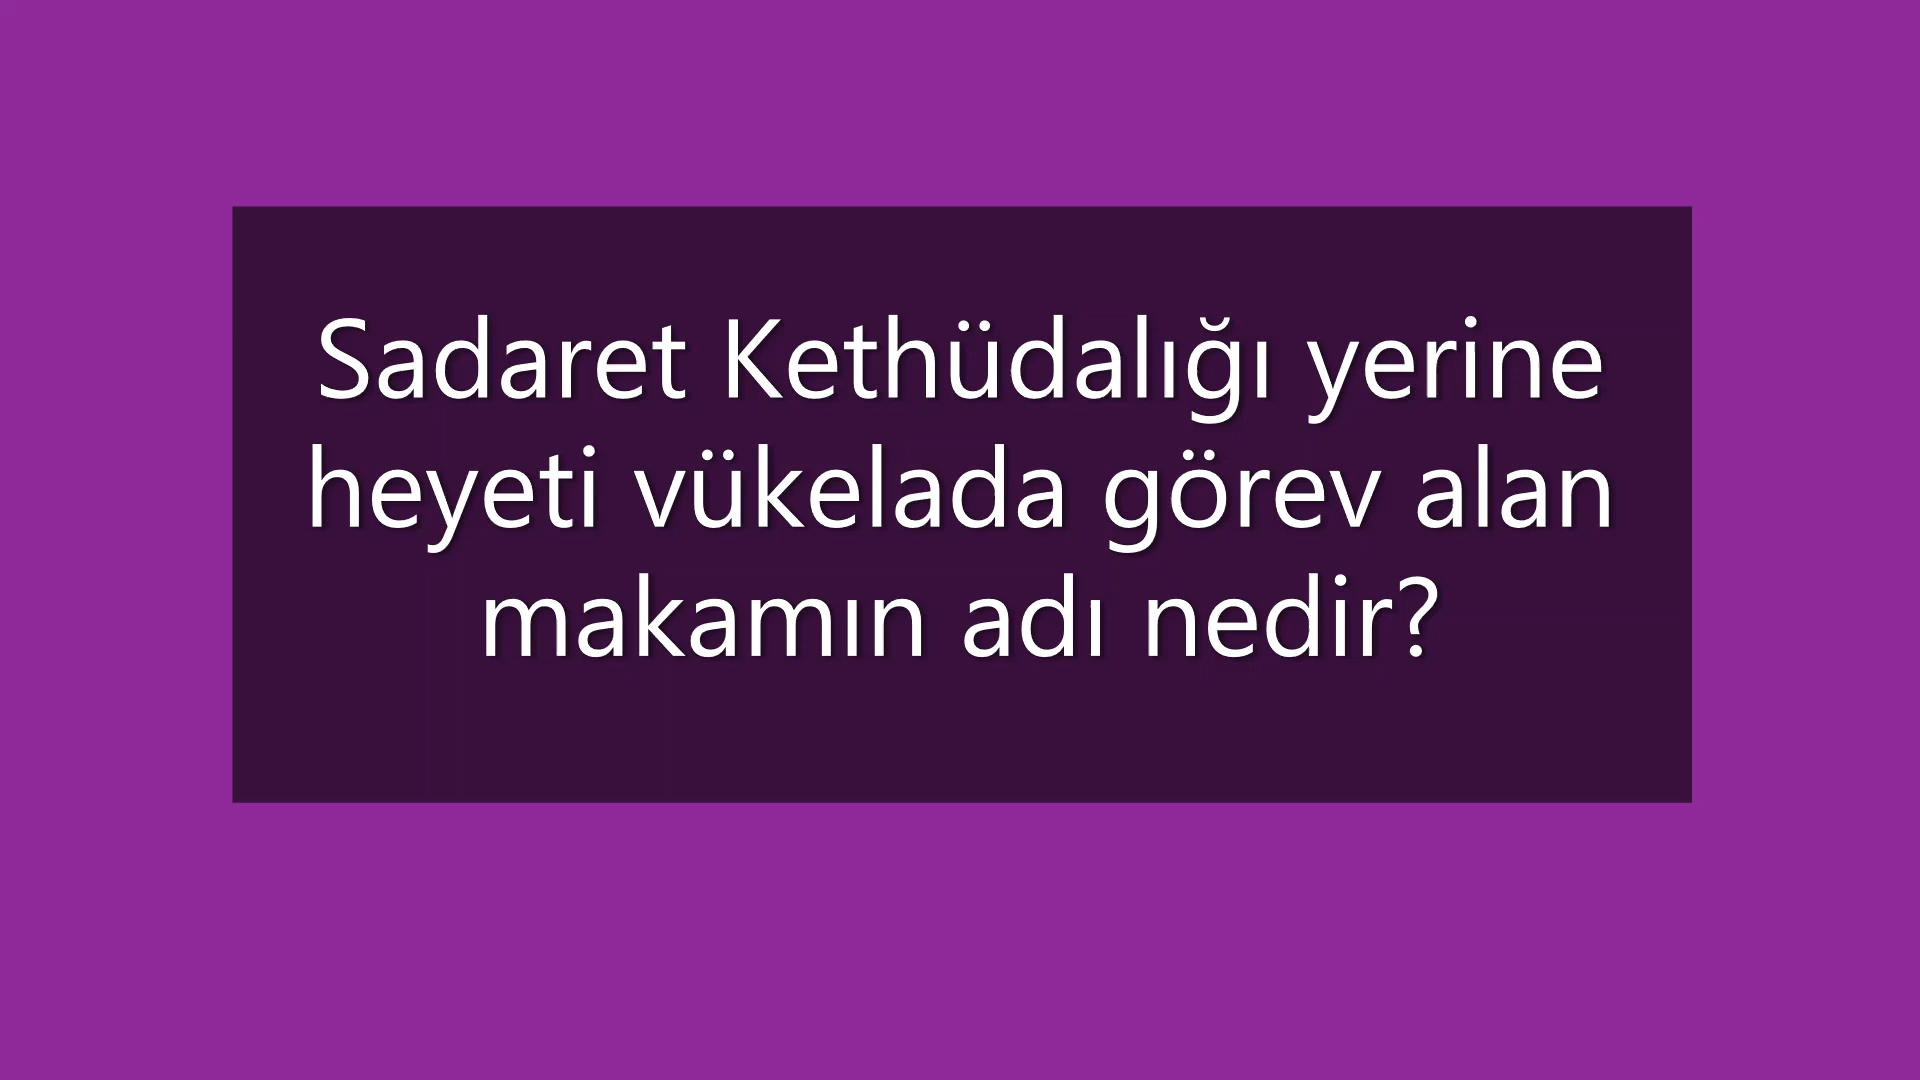 Sadaret Kethüdalığı yerine
heyeti vükelada görev alan
makamın adı nedir?